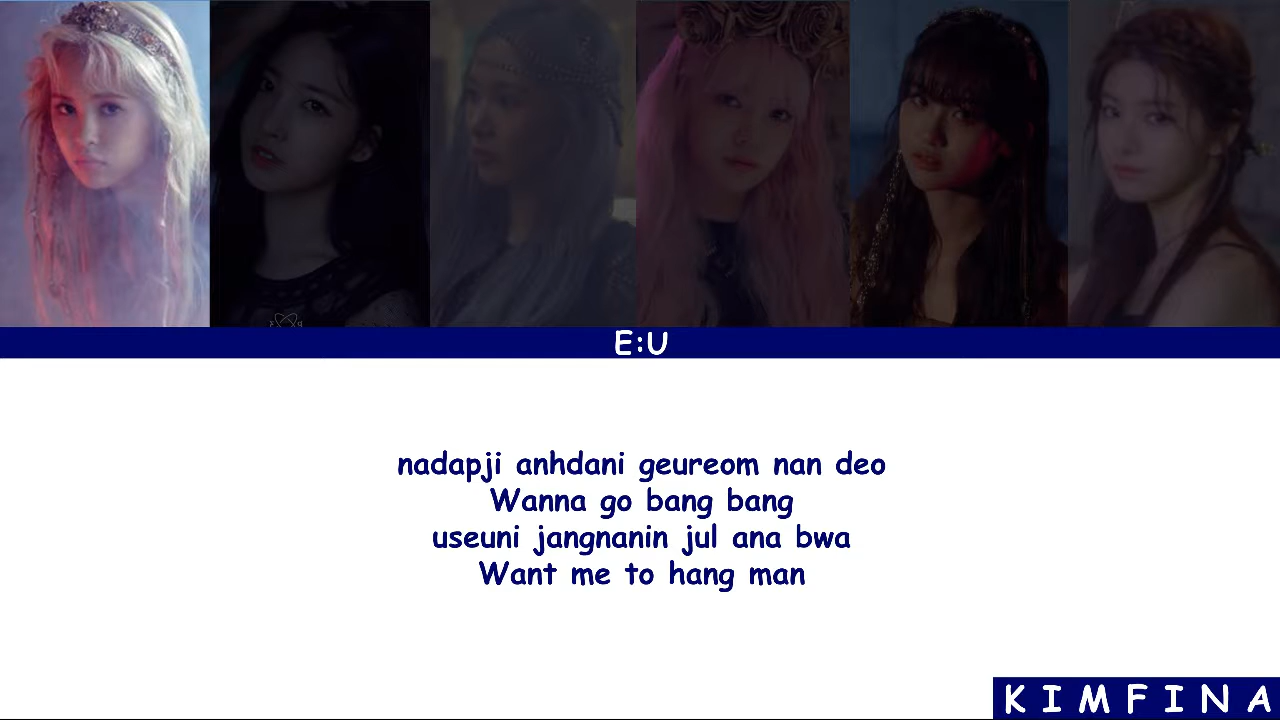 E:U
nadapji anhdani geureom nan deo
Wanna go bang bang
useuni jangnanin jul ana bwa
Want me to hang man
KIMFINA